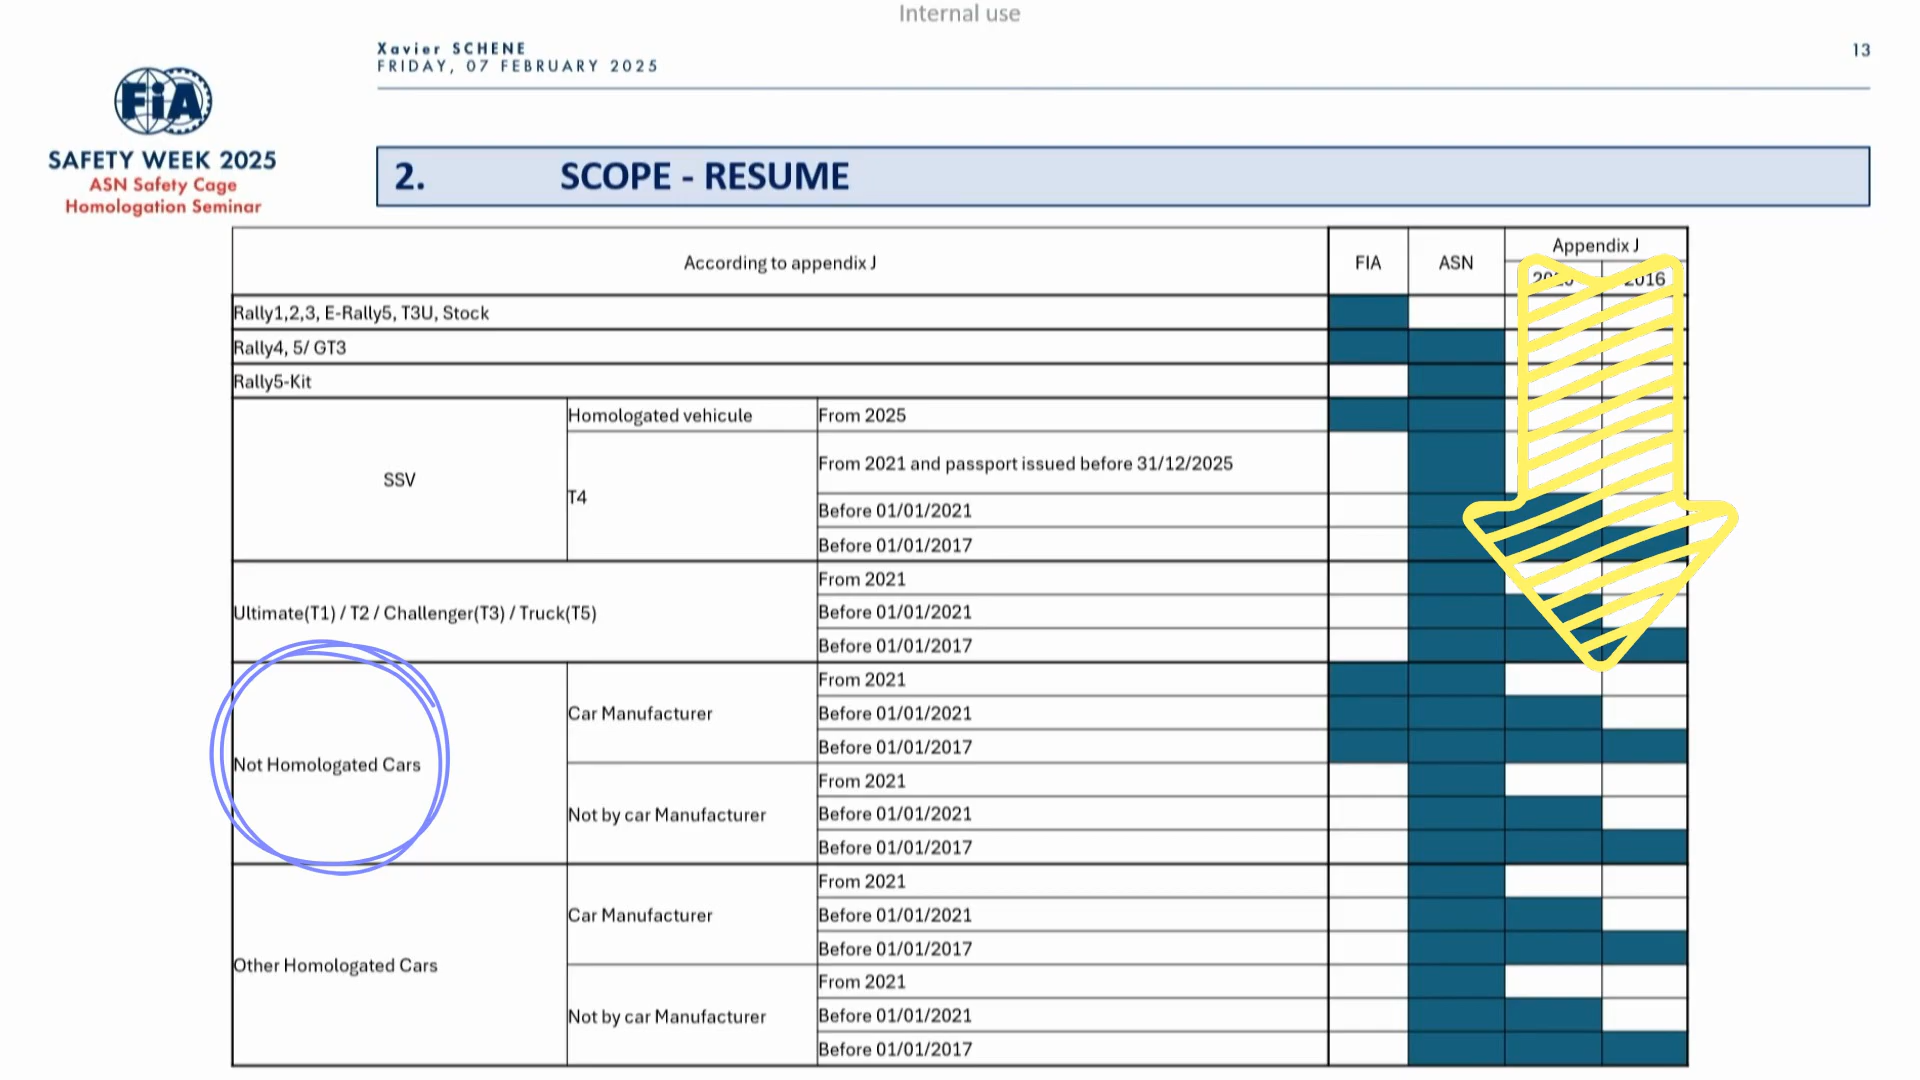 Internal use
Xavier SCHENE
FRIDAY, 07 FEBRUARY 2025
13
FIA
SAFETY WEEK 2025
ASN Safety Cage
Homologation Seminar
2. SCOPE - RESUME
According to appendix J
FIA
ASN
Appendix J
2016
Rally1,2,3, E-Rally5, T3U, Stock
Rally4, 5/ GT3
Rally5-Kit
SSV
Homologated vehicule
From 2025
T4
From 2021 and passport issued before 31/12/2025
Before 01/01/2021
Before 01/01/2017
Ultimate(T1) / T2 / Challenger(T3) / Truck(T5)
From 2021
Before 01/01/2021
Before 01/01/2017
Not Homologated Cars
Car Manufacturer
From 2021
Before 01/01/2021
Before 01/01/2017
Not by car Manufacturer
From 2021
Before 01/01/2021
Before 01/01/2017
Other Homologated Cars
Car Manufacturer
From 2021
Before 01/01/2021
Before 01/01/2017
Not by car Manufacturer
From 2021
Before 01/01/2021
Before 01/01/2017